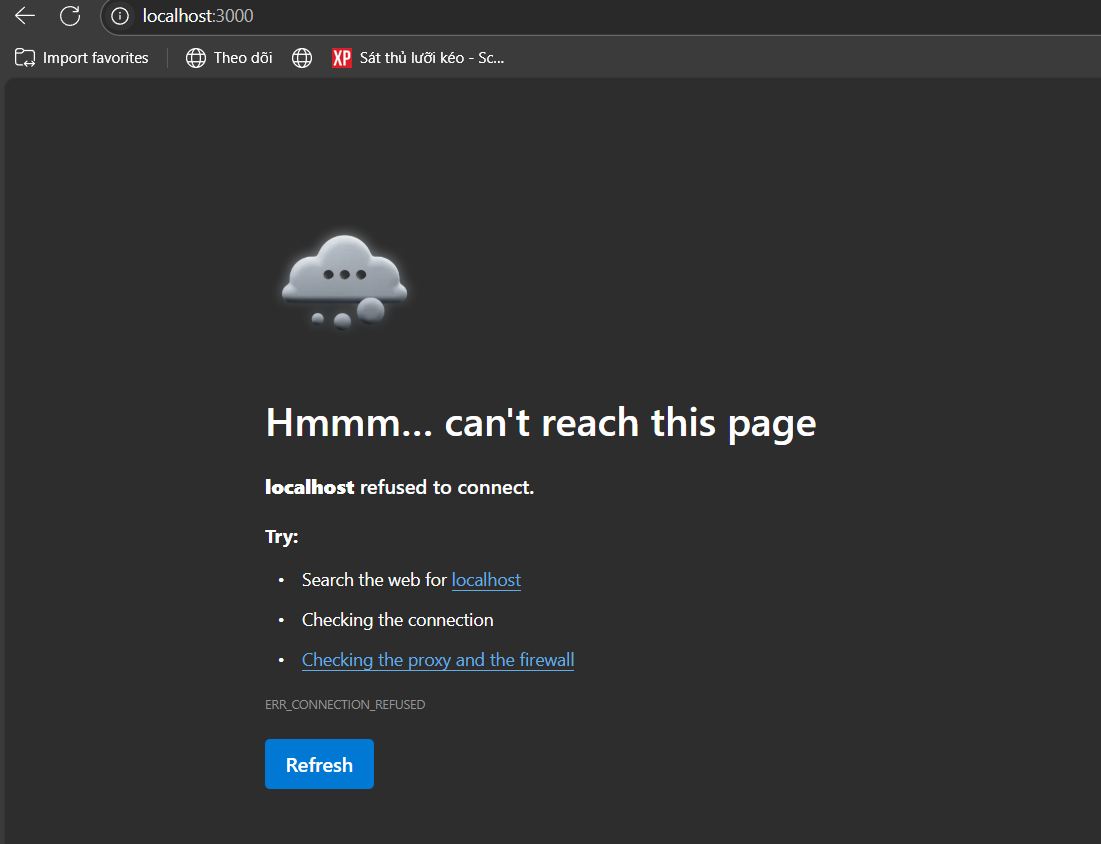 localhost:3000
Import favorites
Theo dõi
XP Sát thủ lưỡi kéo - Sc...
Hmmm... can't reach this page
localhost refused to connect.
Try:
• Search the web for localhost
• Checking the connection
• Checking the proxy and the firewall
ERR_CONNECTION_REFUSED
Refresh